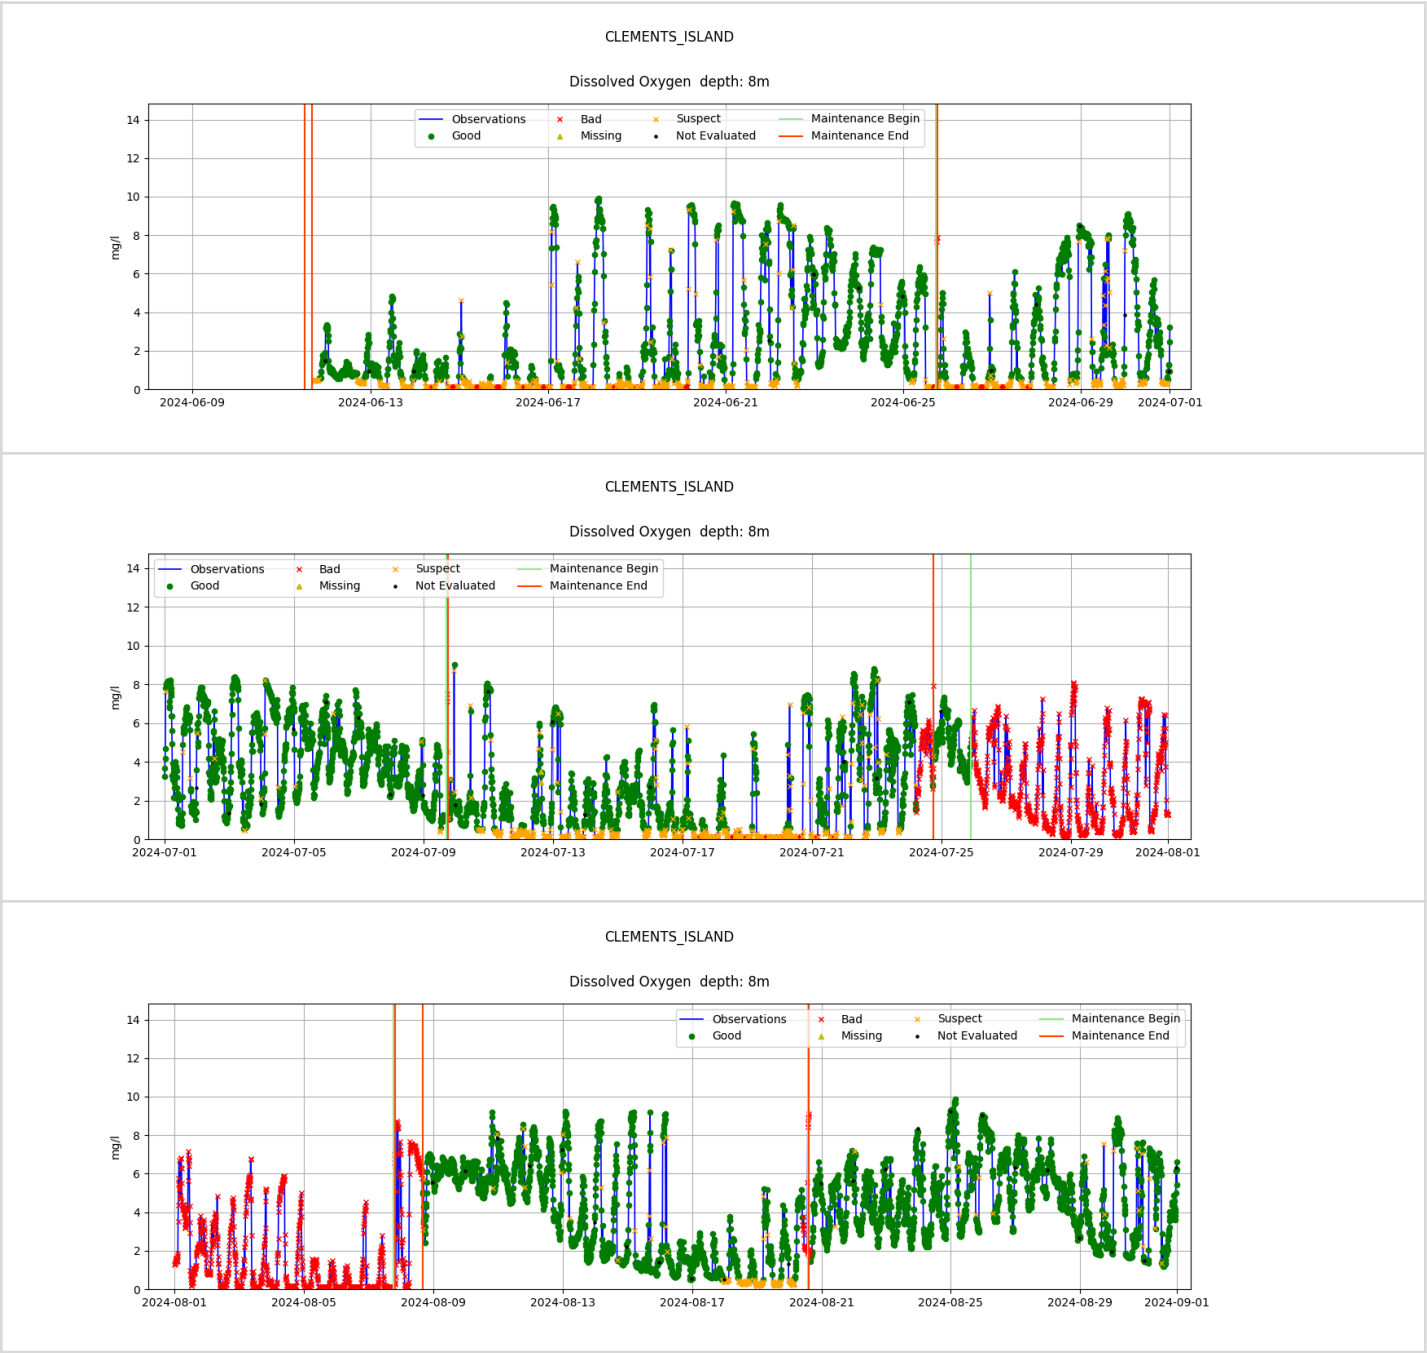 CLEMENTS_ISLAND
Dissolved Oxygen depth: 8m
Observations Bad Suspect Maintenance Begin
Good Missing Not Evaluated Maintenance End
14
12
10
8
6
4
2
0
mg/l
2024-06-09 2024-06-13 2024-06-17 2024-06-21 2024-06-25 2024-06-29 2024-07-01
CLEMENTS_ISLAND
Dissolved Oxygen depth: 8m
Observations Bad Suspect Maintenance Begin
Good Missing Not Evaluated Maintenance End
14
12
10
8
6
4
2
0
mg/l
2024-07-01 2024-07-05 2024-07-09 2024-07-13 2024-07-17 2024-07-21 2024-07-25 2024-07-29 2024-08-01
CLEMENTS_ISLAND
Dissolved Oxygen depth: 8m
Observations Bad Suspect Maintenance Begin
Good Missing Not Evaluated Maintenance End
14
12
10
8
6
4
2
0
mg/l
2024-08-01 2024-08-05 2024-08-09 2024-08-13 2024-08-17 2024-08-21 2024-08-25 2024-08-29 2024-09-01